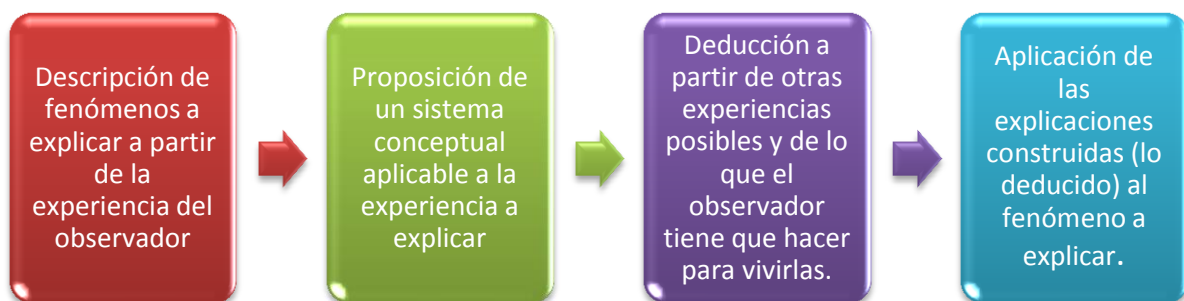 Descripción de
fenómenos a
explicar a partir
de la
experiencia del
observador
Proposición de
un sistema
conceptual
aplicable a la
experiencia a
explicar
Deducción a
partir de otras
experiencias
posibles y de lo
que el
observador
tiene que hacer
para vivirlas.
Aplicación de
las
explicaciones
construidas (lo
deducido) al
fenómeno a
explicar.